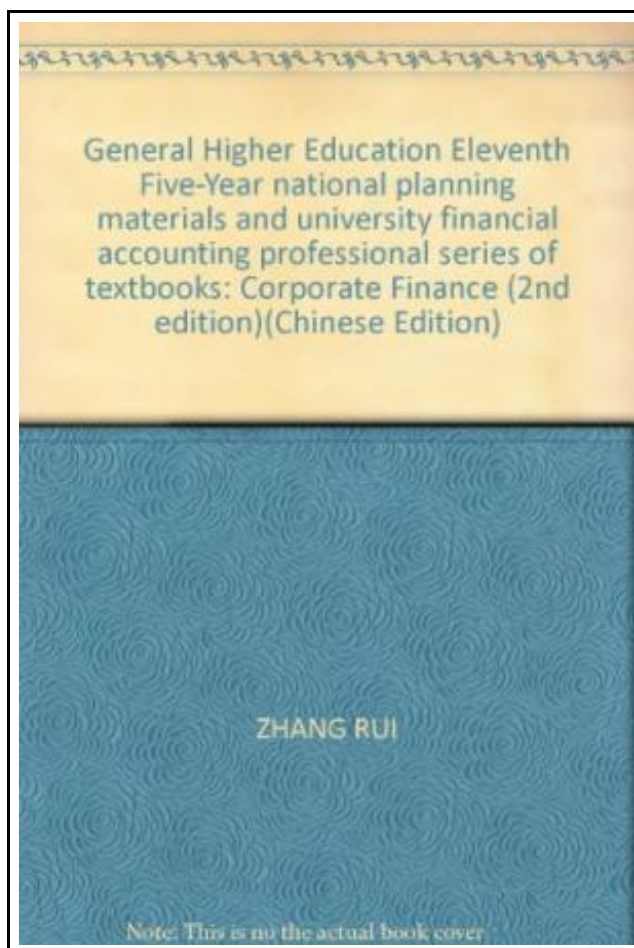 General Higher Education Eleventh
Five-Year national planning
materials and university financial
accounting professional series of
textbooks: Corporate Finance (2nd
edition)(Chinese Edition)
ZHANG RUI
Note: This is no the actual book cover